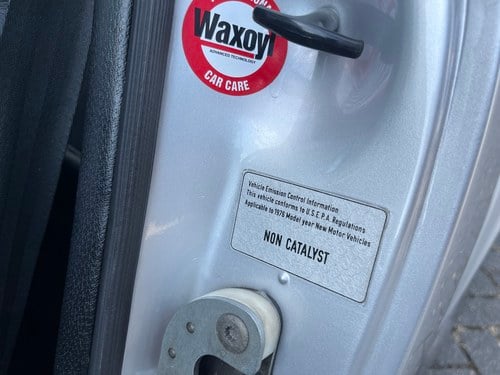 Waxoyl
ADVANCED TECHNOLOGY
CAR CARE
Vehicle Emission Control Information
This vehicle conforms to U.S.E.P.A. Regulations
Applicable to 1976 Model year New Motor Vehicles
NON CATALYST